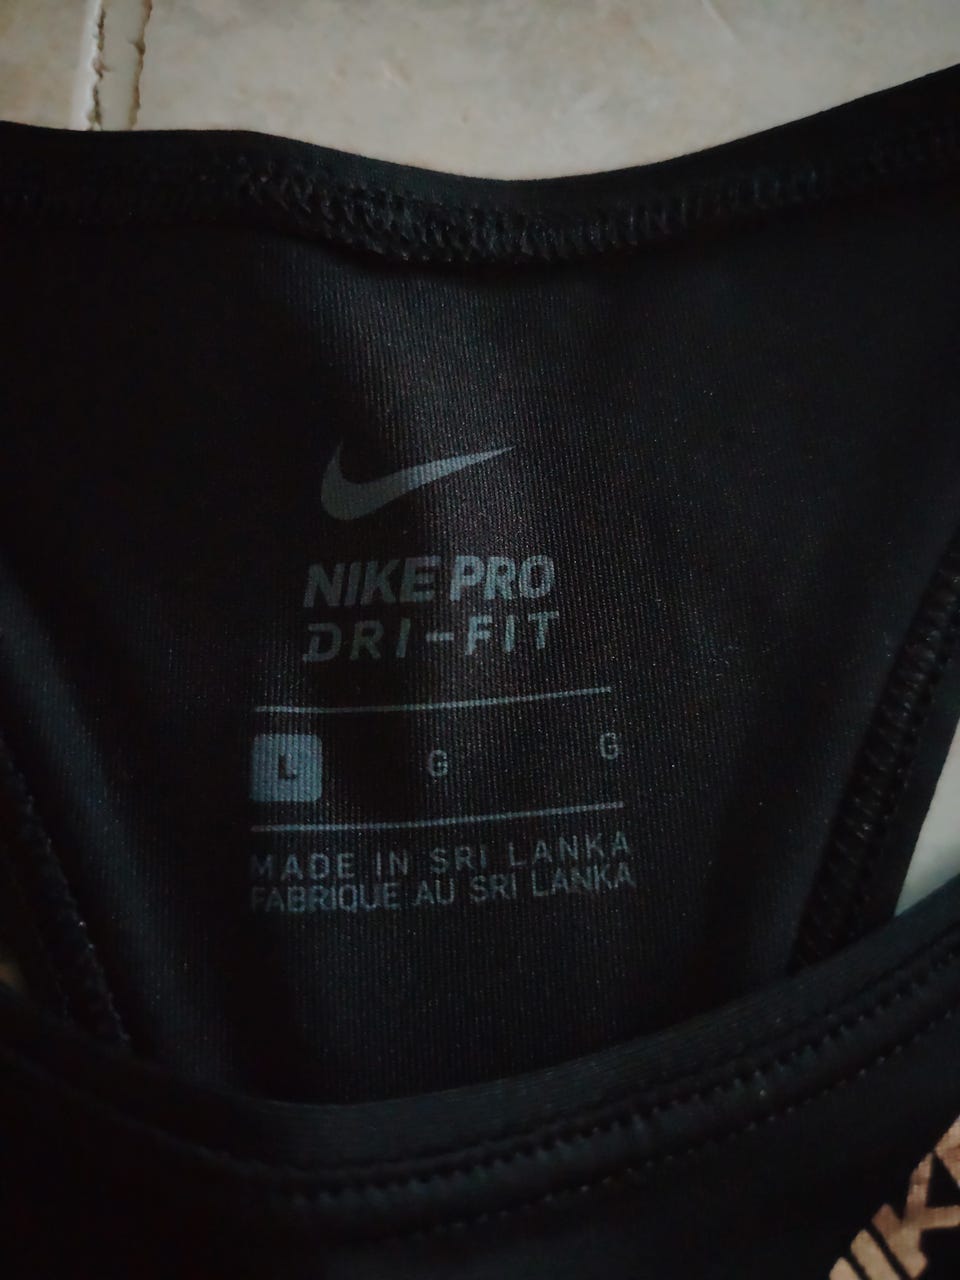 NIKE PRO
DRI-FIT
L G G
MADE IN SRI LANKA
FABRIQUE AU SRI LANKA